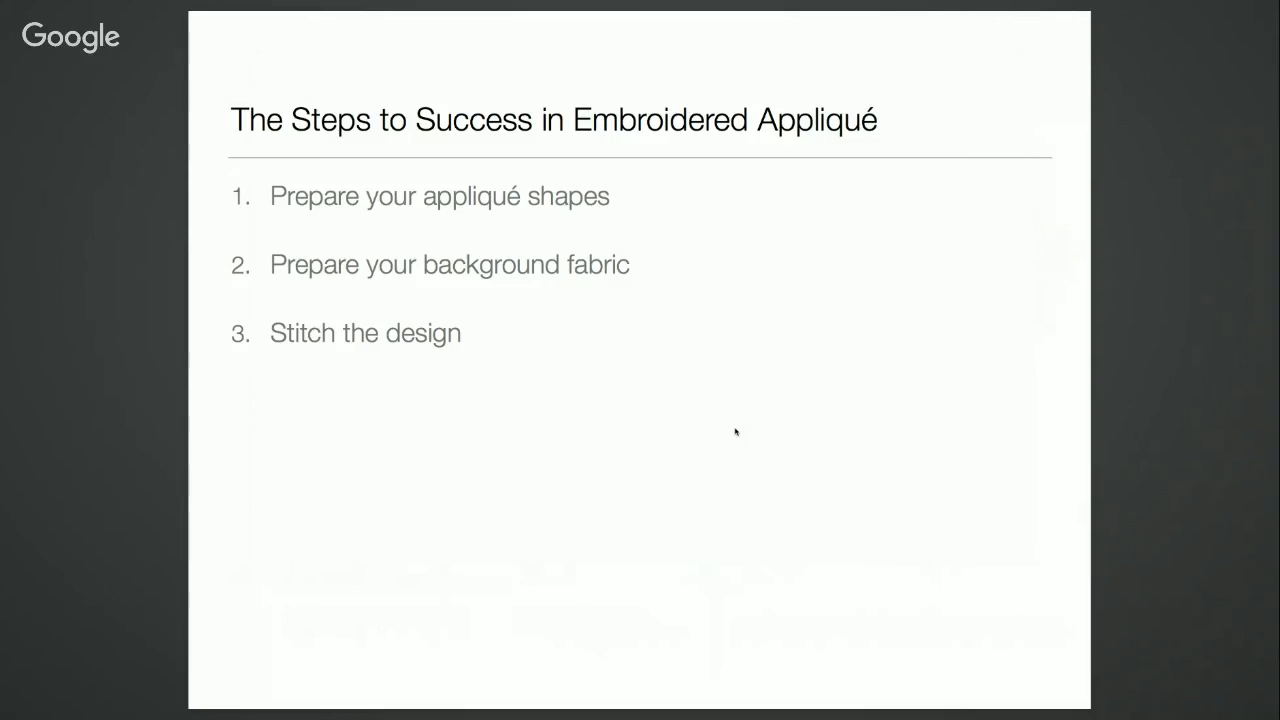 Google
The Steps to Success in Embroidered Appliqué
1. Prepare your appliqué shapes
2. Prepare your background fabric
3. Stitch the design